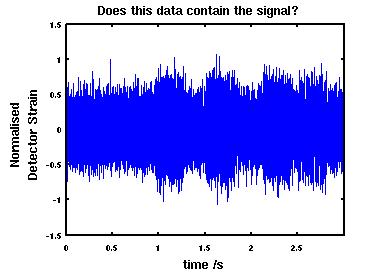 Does this data contain the signal?
1.5
1
0.5
0
-0.5
-1
-1.5
Normalised
Detector Strain
0 0.5 1 1.5 2 2.5
time /s